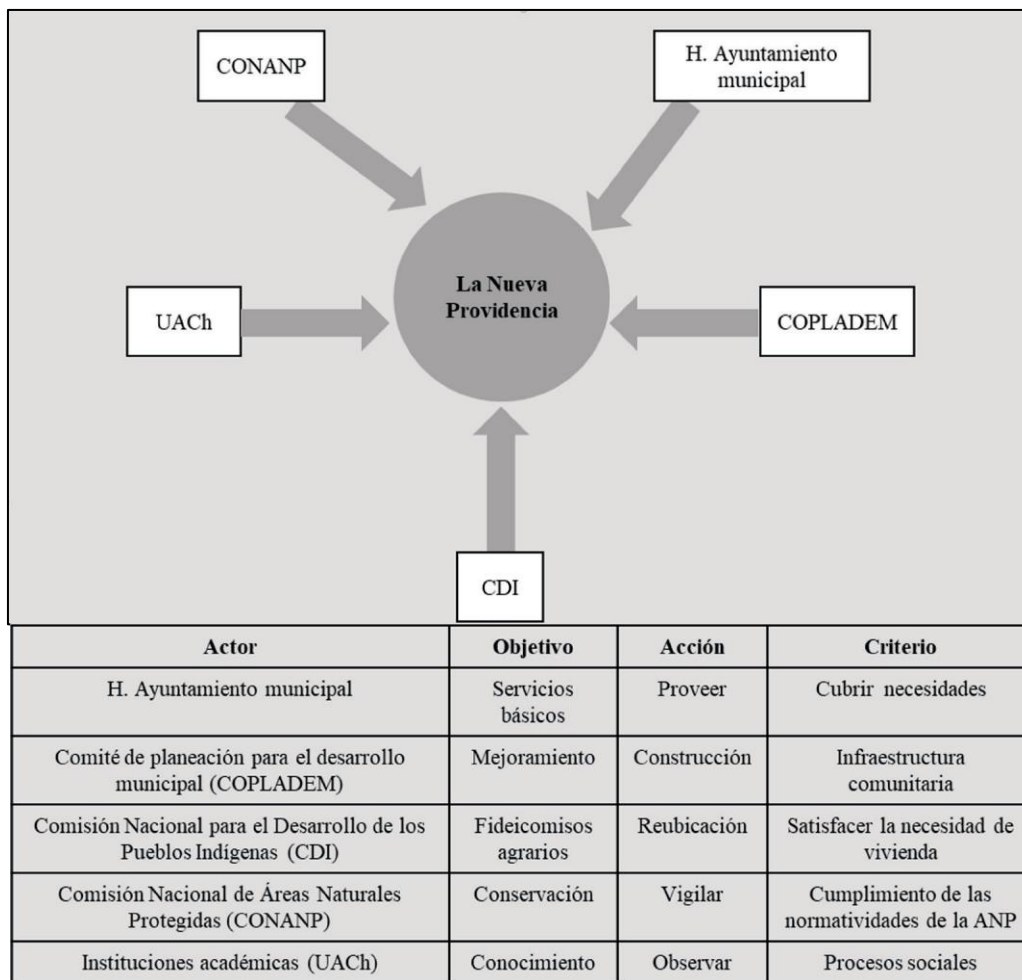 CONANP
H. Ayuntamiento
municipal
La Nueva
Providencia
UACh
COPLADEM
CDI
Actor Objetivo Acción Criterio
H. Ayuntamiento municipal Servicios básicos Proveer Cubrir necesidades
Comité de planeación para el desarrollo municipal (COPLADEM) Mejoramiento Construcción Infraestructura comunitaria
Comisión Nacional para el Desarrollo de los Pueblos Indígenas (CDI) Fideicomisos agrarios Reubicación Satisfacer la necesidad de vivienda
Comisión Nacional de Áreas Naturales Protegidas (CONANP) Conservación Vigilar Cumplimiento de las normatividades de la ANP
Instituciones académicas (UACh) Conocimiento Observar Procesos sociales